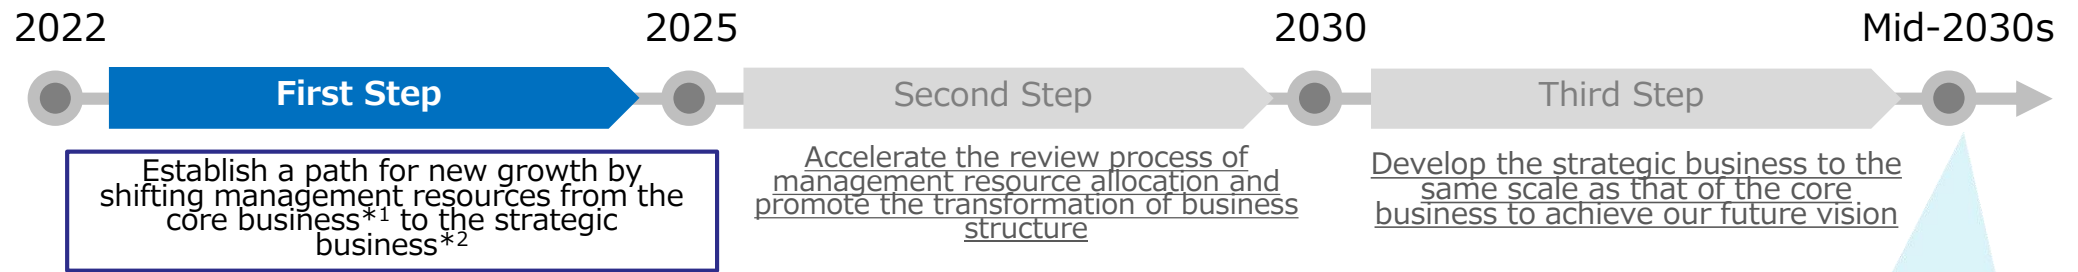 2022
2025
2030
Mid-2030s
First Step
Second Step
Third Step
Establish a path for new growth by
shifting management resources from the
core business*1 to the strategic
business*2
Accelerate the review process of
management resource allocation and
promote the transformation of business
structure
Develop the strategic business to the
same scale as that of the core
business to achieve our future vision